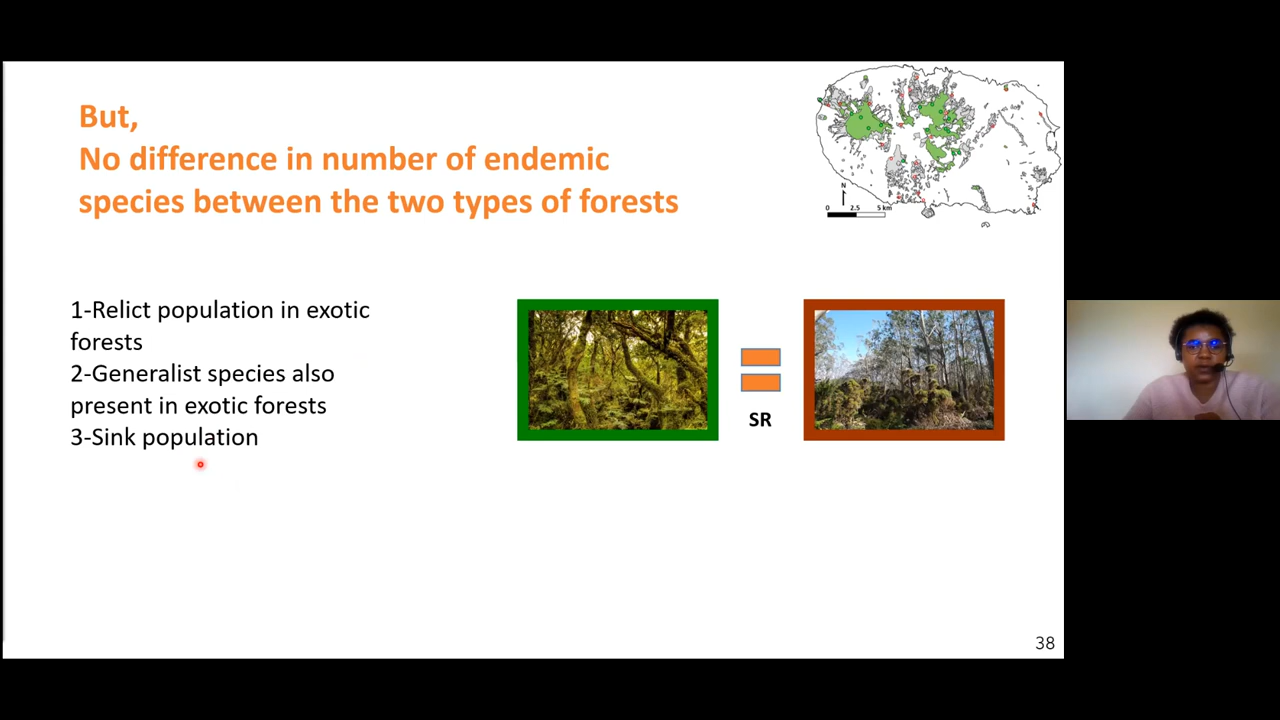 But,
No difference in number of endemic
species between the two types of forests
N
0 2.5 5 km
1-Relict population in exotic
forests
2-Generalist species also
present in exotic forests
3-Sink population
SR
38